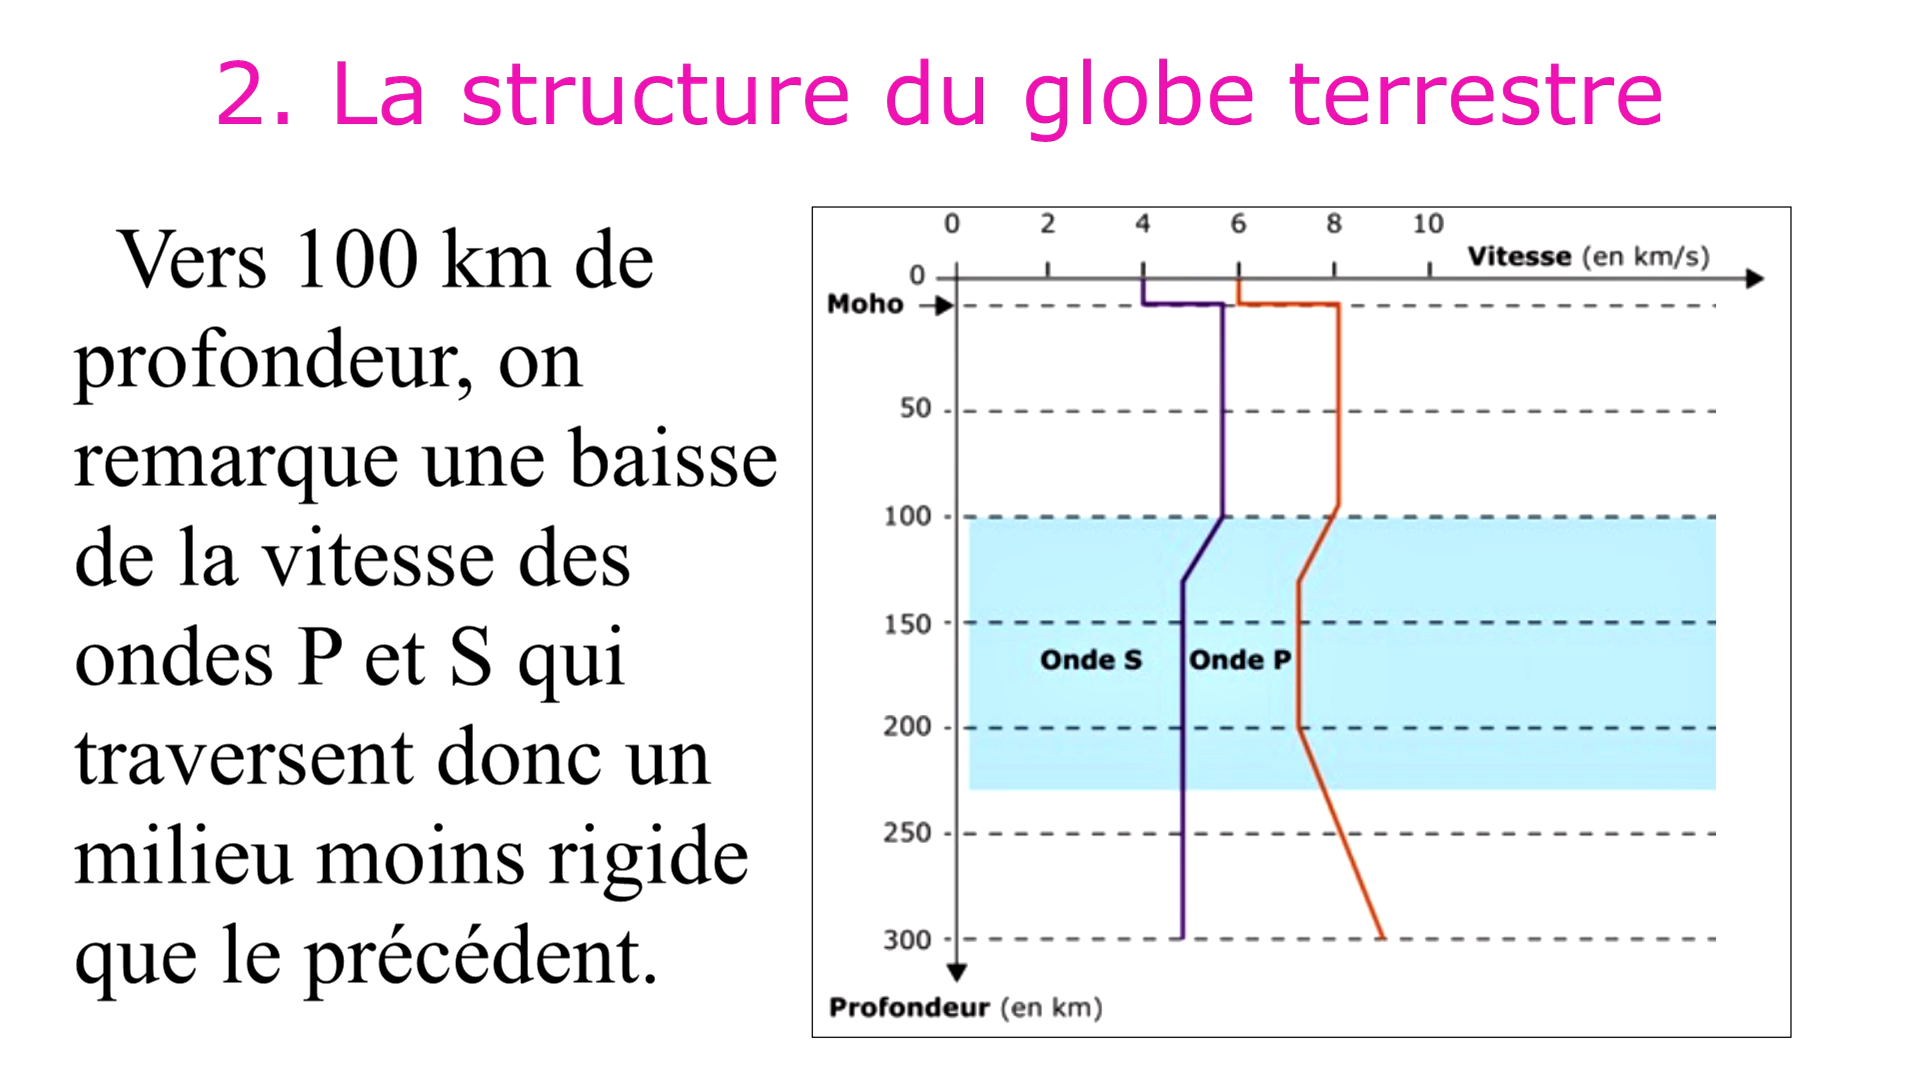 2. La structure du globe terrestre
Vers 100 km de
profondeur, on
remarque une baisse
de la vitesse des
ondes P et S qui
traversent donc un
milieu moins rigide
que le précédent.
0 2 4 6 8 10
Vitesse (en km/s)
0
Moho
50
100
150
Onde S Onde P
200
250
300
Profondeur (en km)